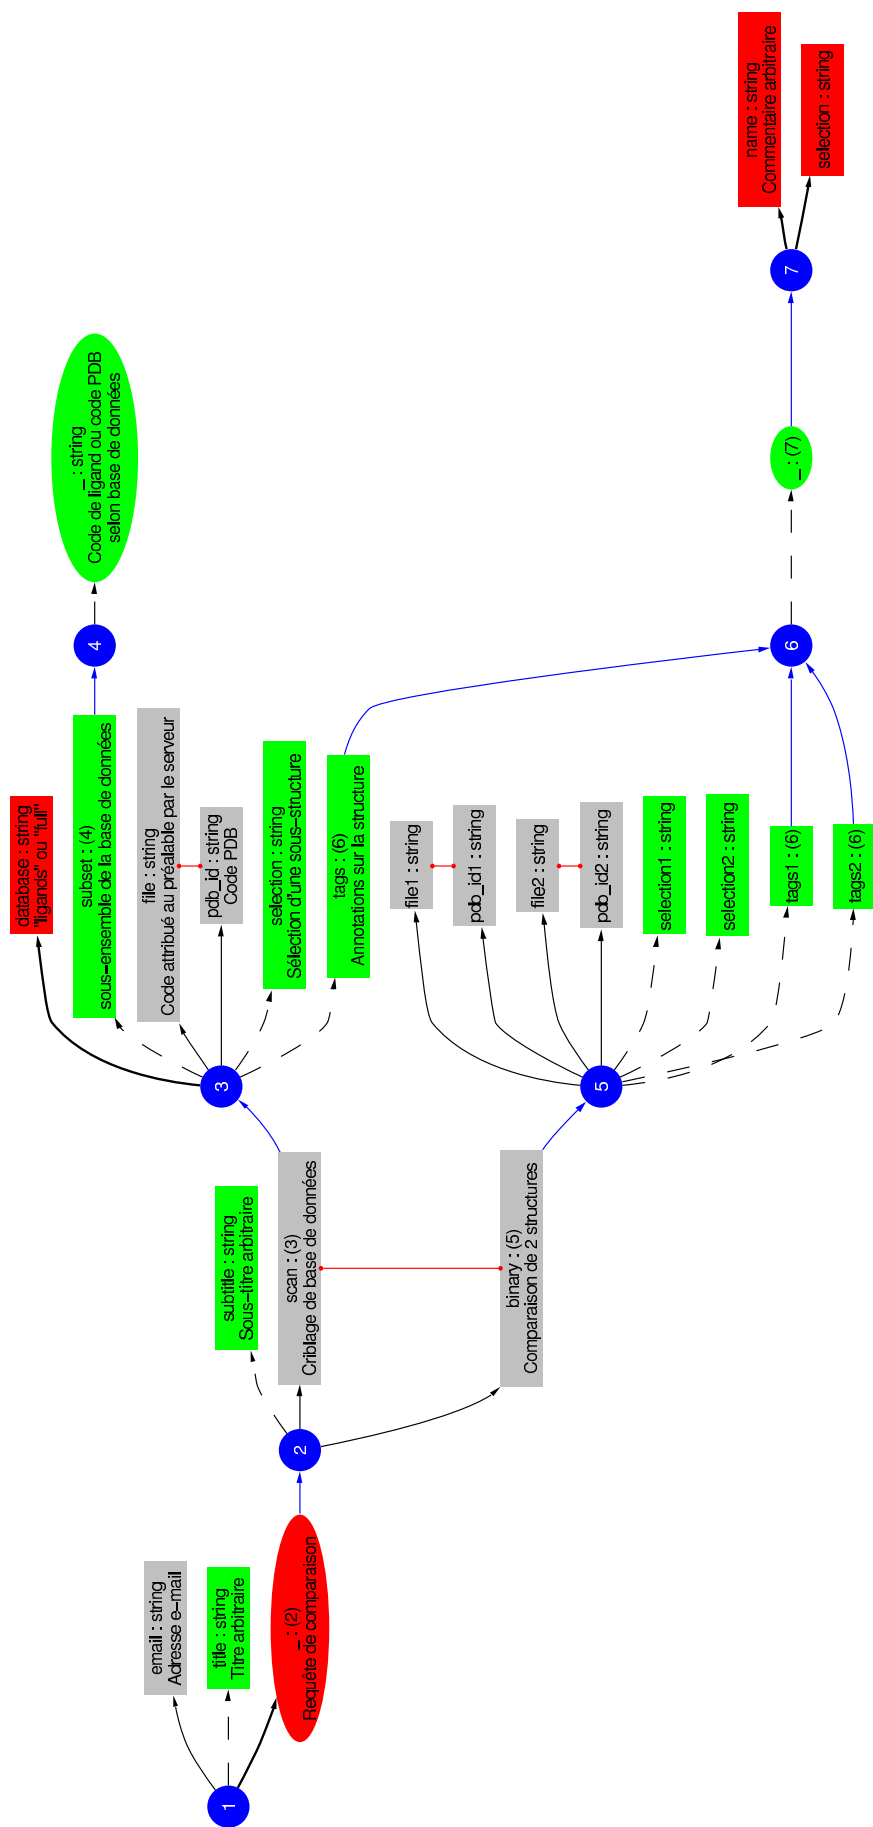 1
email : string
Adresse e−mail
title : string
Titre arbitraire
_ : (2)
Requête de comparaison
2
subtitle : string
Sous−titre arbitraire
scan : (3)
Criblage de base de données
binary : (5)
Comparaison de 2 structures
3
database : string
"ligands" ou "full"
subset : (4)
sous−ensemble de la base de données
file : string
Code attribué au préalable par le serveur
pdb_id : string
Code PDB
selection : string
Sélection d'une sous−structure
tags : (6)
Annotations sur la structure
4
_ : string
Code de ligand ou code PDB
selon base de données
5
file1 : string
pdb_id1 : string
file2 : string
pdb_id2 : string
selection1 : string
selection2 : string
tags1 : (6)
tags2 : (6)
6
_ : (7)
7
name : string
Commentaire arbitraire
selection : string